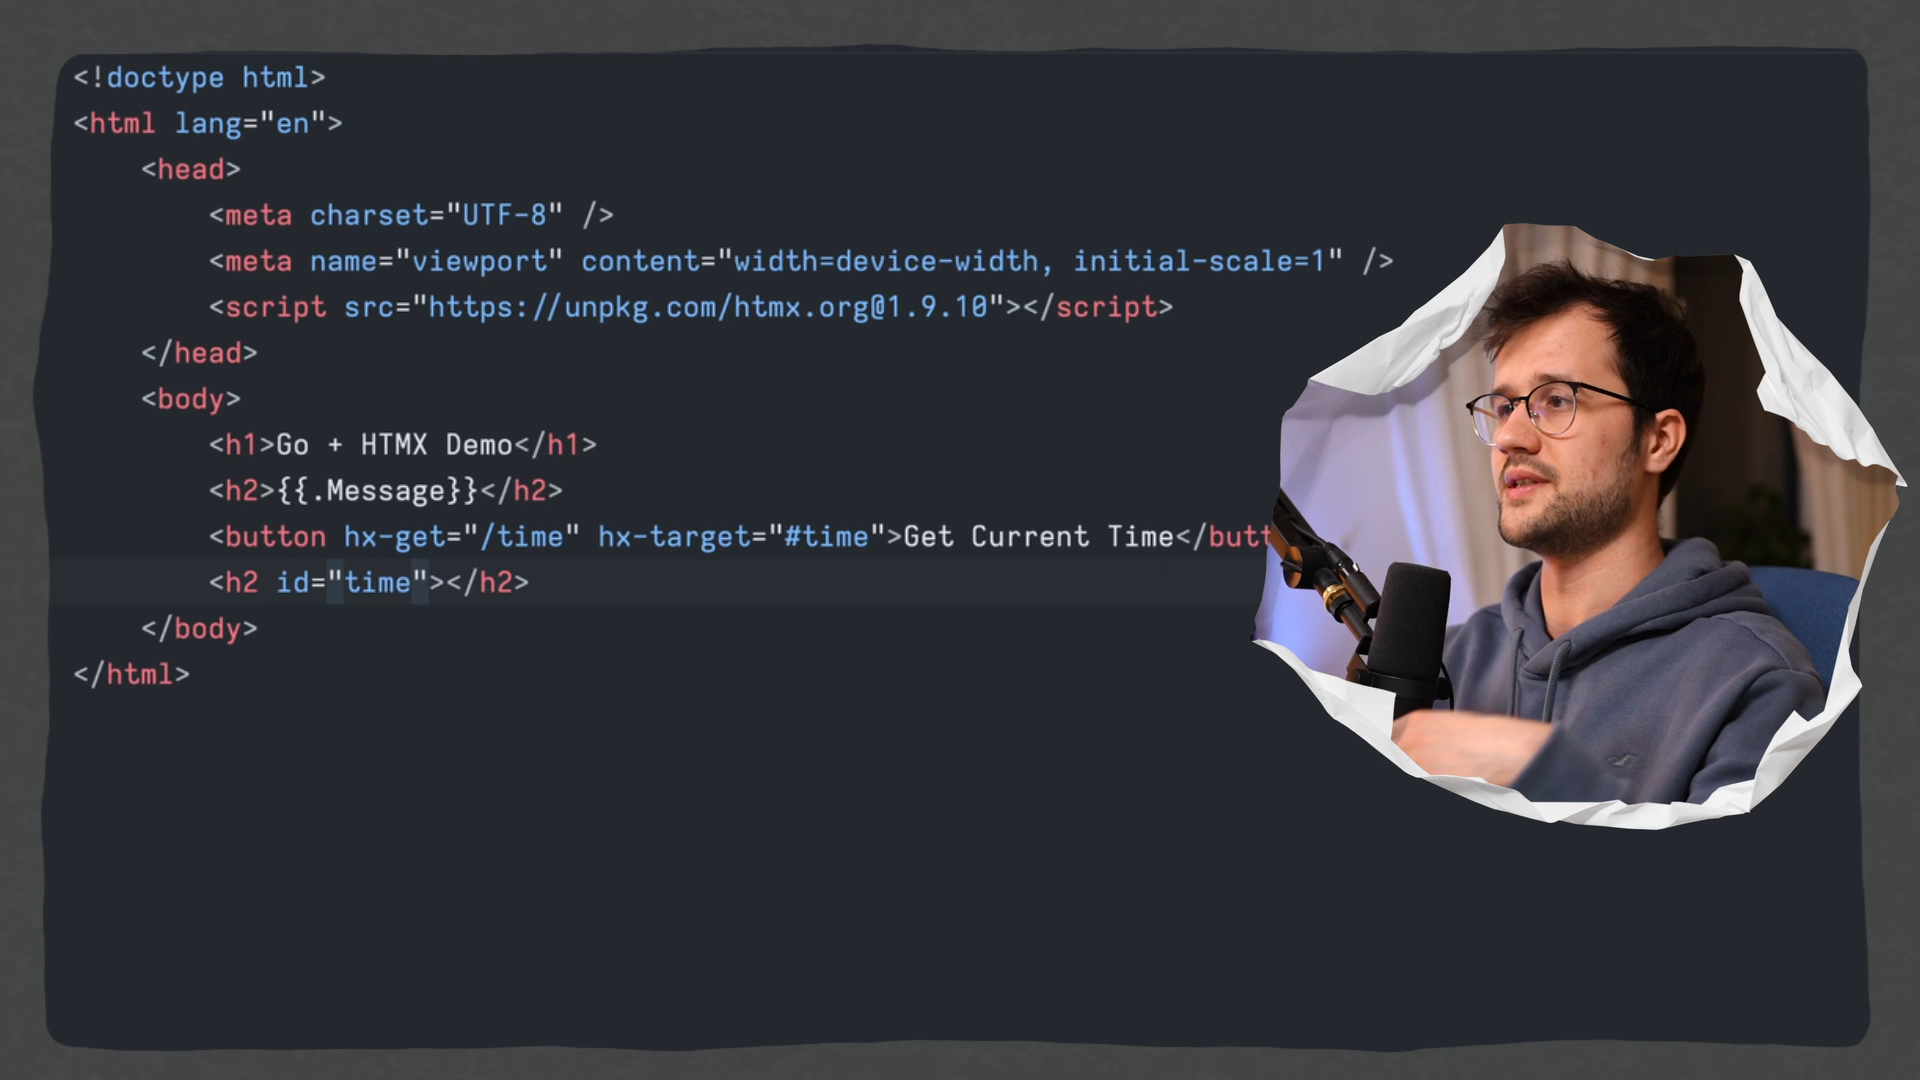 <!doctype html>
<html lang="en">
<head>
<meta charset="UTF-8" />
<meta name="viewport" content="width=device-width, initial-scale=1" />
<script src="https://unpkg.com/htmx.org@1.9.10"></script>
</head>
<body>
<h1>Go + HTMX Demo</h1>
<h2>{{.Message}}</h2>
<button hx-get="/time" hx-target="#time">Get Current Time</butt
<h2 id="time"></h2>
</body>
</html>